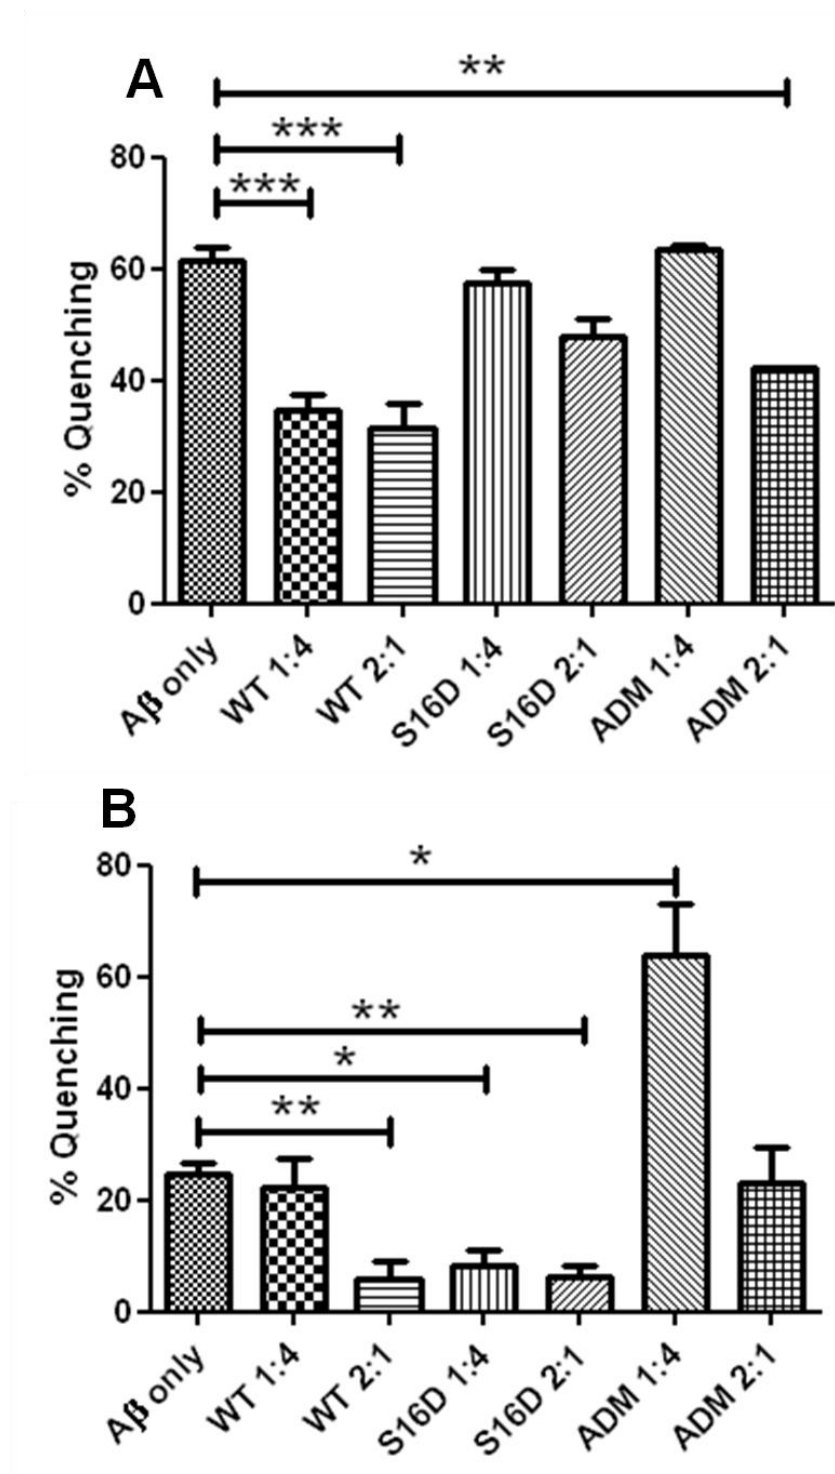 A
**
***
***
80
60
40
20
0
% Quenching
Aβ only
WT 1:4
WT 2:1
S16D 1:4
S16D 2:1
ADM 1:4
ADM 2:1
B
*
**
*
**
80
60
40
20
0
% Quenching
Aβ only
WT 1:4
WT 2:1
S16D 1:4
S16D 2:1
ADM 1:4
ADM 2:1